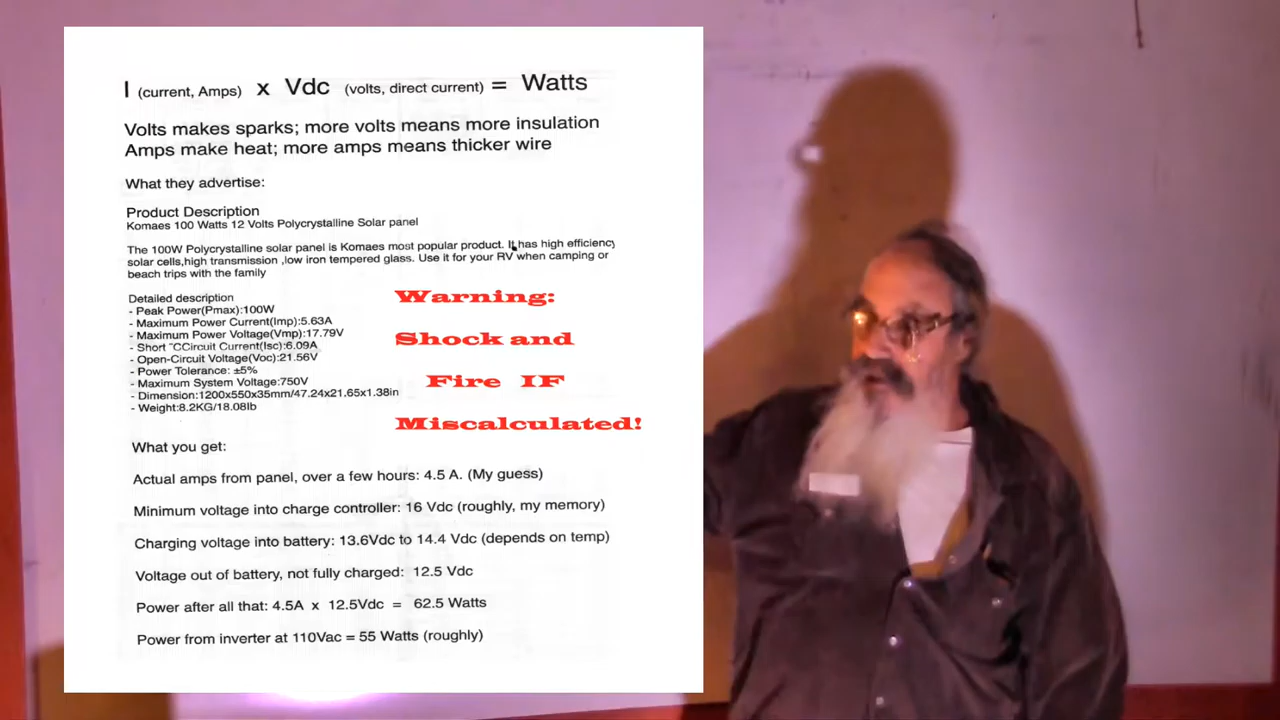 I (current, Amps) x Vdc (volts, direct current) = Watts
Volts makes sparks; more volts means more insulation
Amps make heat; more amps means thicker wire
What they advertise:
Product Description
Komaes 100 Watts 12 Volts Polycrystalline Solar panel
The 100W Polycrystalline solar panel is Komaes most popular product. It has high efficiency
solar cells,high transmission ,low iron tempered glass. Use it for your RV when camping or
beach trips with the family
Detailed description
- Peak Power(Pmax):100W
- Maximum Power Current(Imp):5.63A
- Maximum Power Voltage(Vmp):17.79V
- Short ˜CCircuit Current(Isc):6.09A
- Open-Circuit Voltage(Voc):21.56V
- Power Tolerance: ±5%
- Maximum System Voltage:750V
- Dimension:1200x550x35mm/47.24x21.65x1.38in
- Weight:8.2KG/18.08lb
Warning:
Shock and
Fire IF
Miscalculated!
What you get:
Actual amps from panel, over a few hours: 4.5 A. (My guess)
Minimum voltage into charge controller: 16 Vdc (roughly, my memory)
Charging voltage into battery: 13.6Vdc to 14.4 Vdc (depends on temp)
Voltage out of battery, not fully charged: 12.5 Vdc
Power after all that: 4.5A x 12.5Vdc = 62.5 Watts
Power from inverter at 110Vac = 55 Watts (roughly)